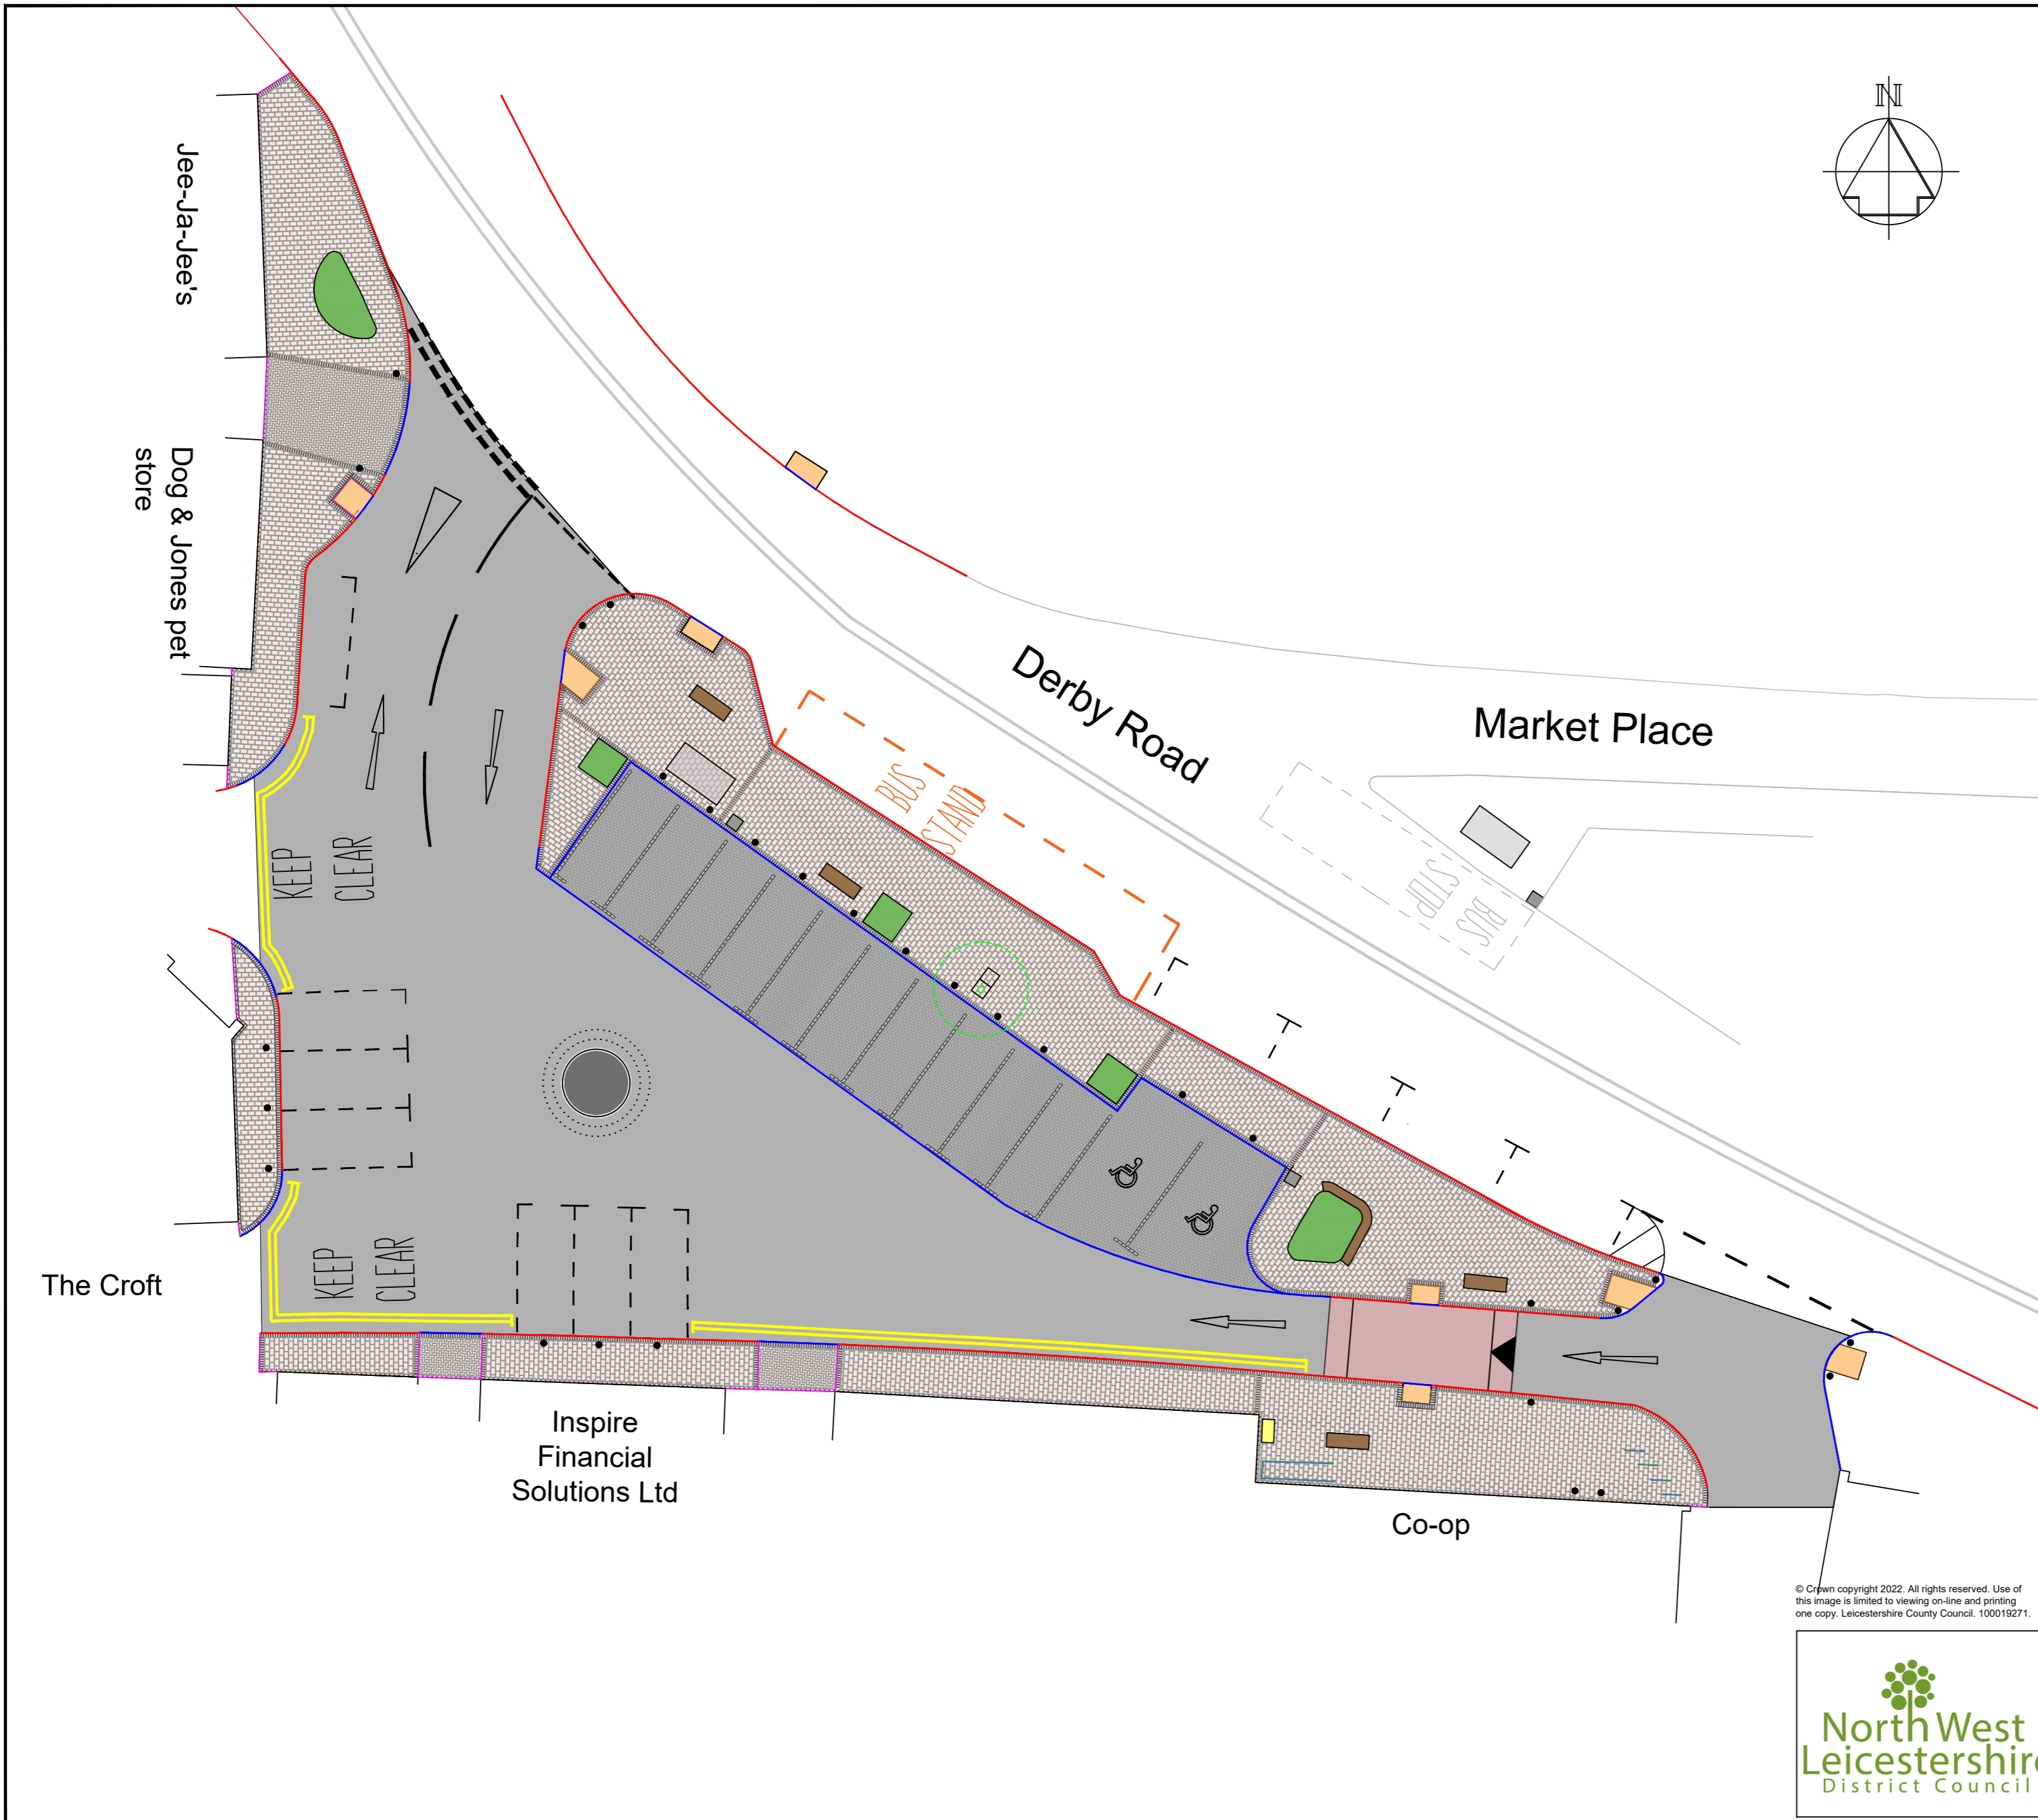 N
Jee-Ja-Jee's
Dog & Jones pet
store
Derby Road
Market Place
BUS
STAND
BUS
STOP
KEEP
CLEAR
KEEP
CLEAR
The Croft
Inspire
Financial
Solutions Ltd
Co-op
© Crown copyright 2022. All rights reserved. Use of
this image is limited to viewing on-line and printing
one copy. Leicestershire County Council. 100019271.
North West
Leicestershire
District Council